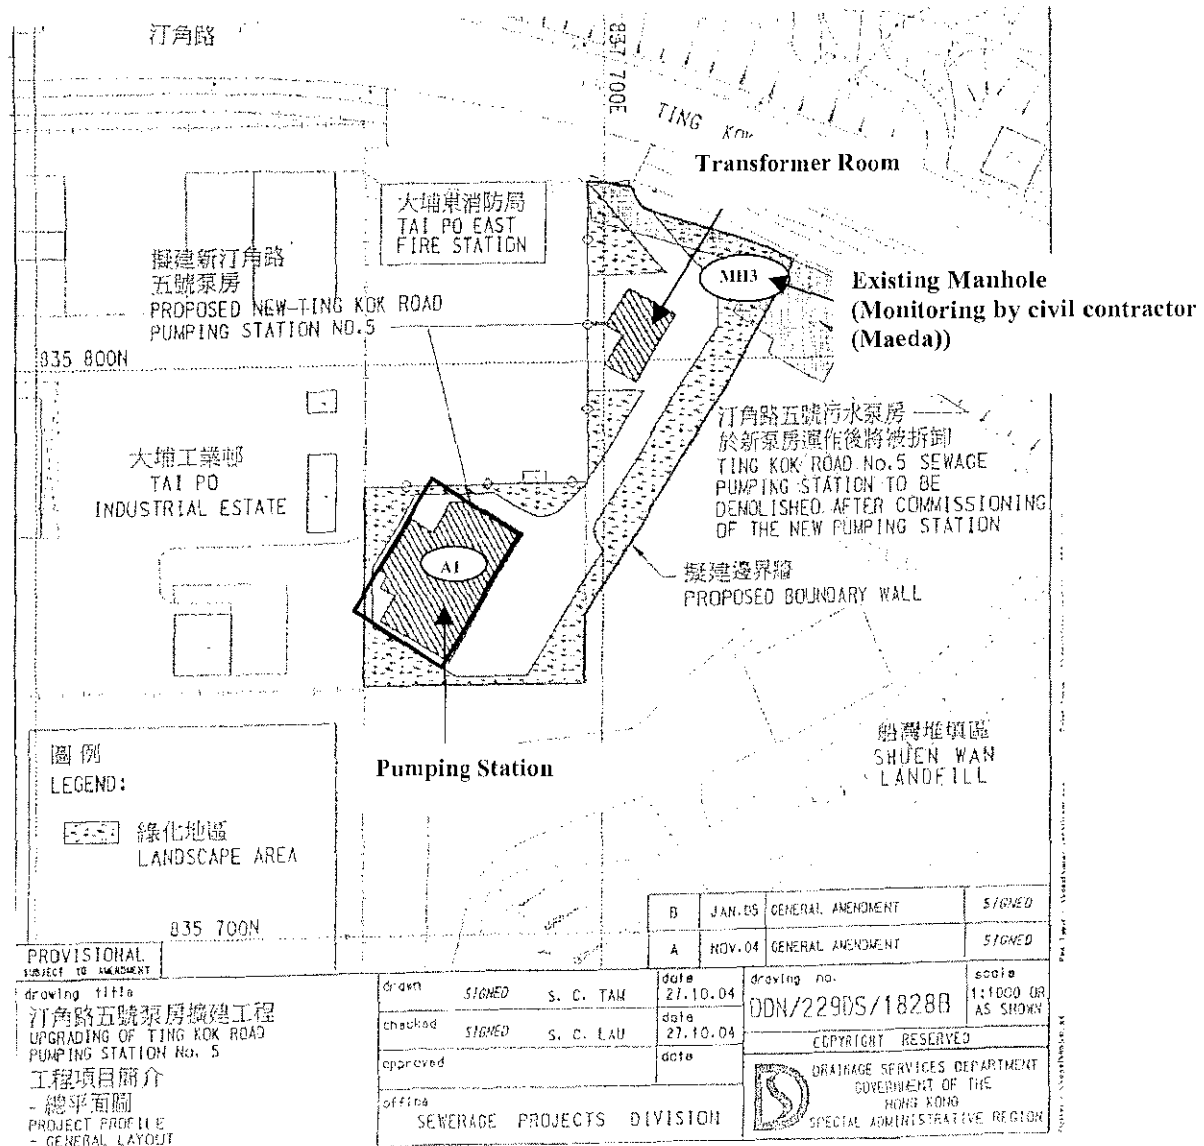 汀角路
837 700E
TING KOK
Transformer Room
大埔東消防局
TAI PO EAST
FIRE STATION
擬建新汀角路
五號泵房
PROPOSED NEW-TING KOK ROAD
PUMPING STATION NO.5
MH3
Existing Manhole
(Monitoring by civil contractor
(Maeda))
835 800N
汀角路五號污水泵房
於新泵房運作後將被拆卸
TING KOK ROAD No.5 SEWAGE
PUMPING STATION TO BE
DEMOLISHED AFTER COMMISSIONING
OF THE NEW PUMPING STATION
大埔工業邨
TAI PO
INDUSTRIAL ESTATE
A1
擬建邊界牆
PROPOSED BOUNDARY WALL
船灣堆填區
SHUEN WAN
LANDFILL
Pumping Station
圖例
LEGEND:
綠化地區
LANDSCAPE AREA
835 700N
B JAN.05 GENERAL AMENDMENT SIGNED
A NOV.04 GENERAL AMENDMENT SIGNED
PROVISIONAL
SUBJECT TO AMENDMENT
drawing title
汀角路五號泵房擴建工程
UPGRADING OF TING KOK ROAD
PUMPING STATION No. 5
工程項目簡介
- 總平面圖
PROJECT PROFILE
- GENERAL LAYOUT
drawn SIGNED S. C. TAM date 27.10.04
checked SIGNED S. C. LAU date 27.10.04
approved date
office
SEWERAGE PROJECTS DIVISION
drawing no.
DDN/229DS/1828B
scale
1:1000 OR
AS SHOWN
COPYRIGHT RESERVED
DRAINAGE SERVICES DEPARTMENT
GOVERNMENT OF THE
HONG KONG
SPECIAL ADMINISTRATIVE REGION